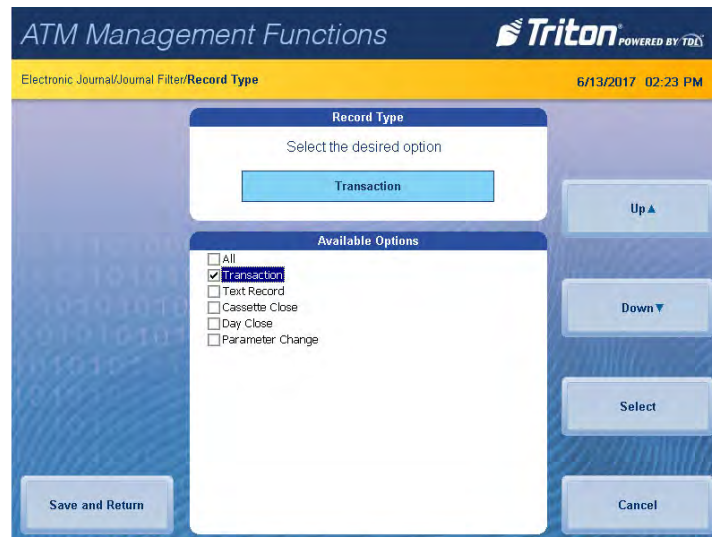 ATM Management Functions
Triton POWERED BY TDL
Electronic Journal/Journal Filter/Record Type
6/13/2017 02:23 PM
Record Type
Select the desired option
Transaction
Available Options
All
Transaction
Text Record
Cassette Close
Day Close
Parameter Change
Up
Down
Select
Save and Return
Cancel